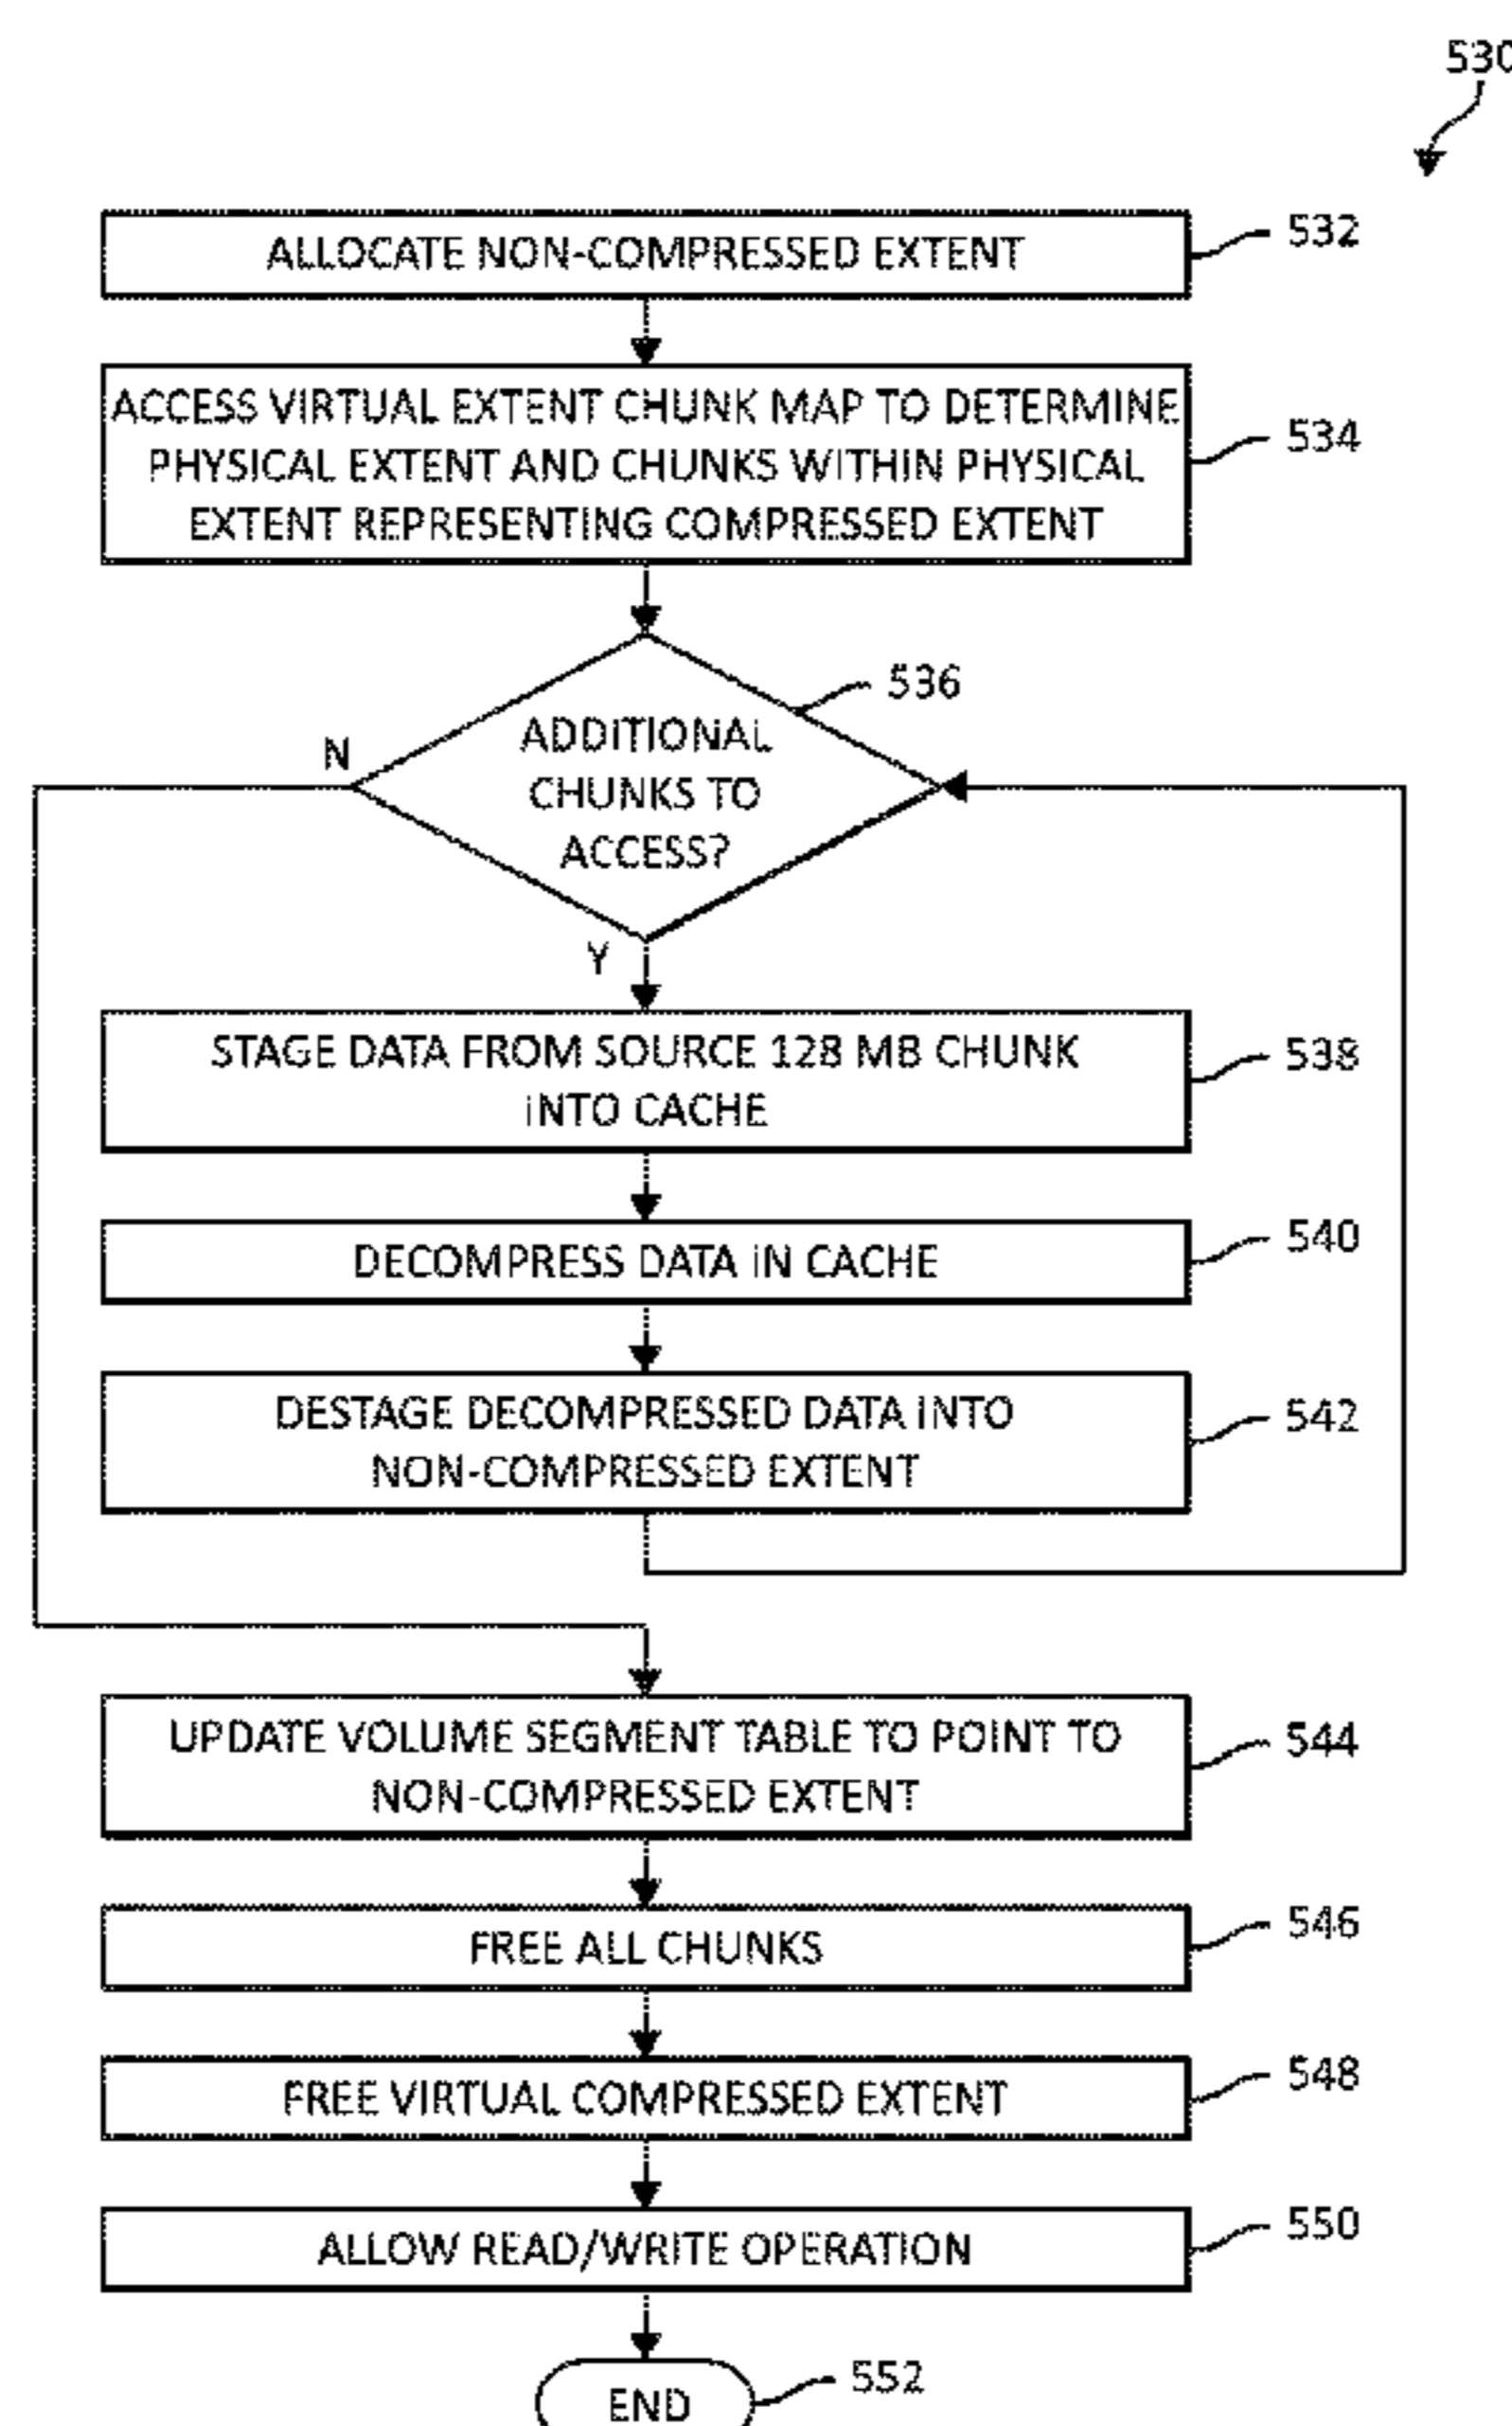 530
ALLOCATE NON-COMPRESSED EXTENT
532
ACCESS VIRTUAL EXTENT CHUNK MAP TO DETERMINE
PHYSICAL EXTENT AND CHUNKS WITHIN PHYSICAL
EXTENT REPRESENTING COMPRESSED EXTENT
534
536
ADDITIONAL
CHUNKS TO
ACCESS?
N
Y
STAGE DATA FROM SOURCE 128 MB CHUNK
INTO CACHE
538
DECOMPRESS DATA IN CACHE
540
DESTAGE DECOMPRESSED DATA INTO
NON-COMPRESSED EXTENT
542
UPDATE VOLUME SEGMENT TABLE TO POINT TO
NON-COMPRESSED EXTENT
544
FREE ALL CHUNKS
546
FREE VIRTUAL COMPRESSED EXTENT
548
ALLOW READ/WRITE OPERATION
550
END
552